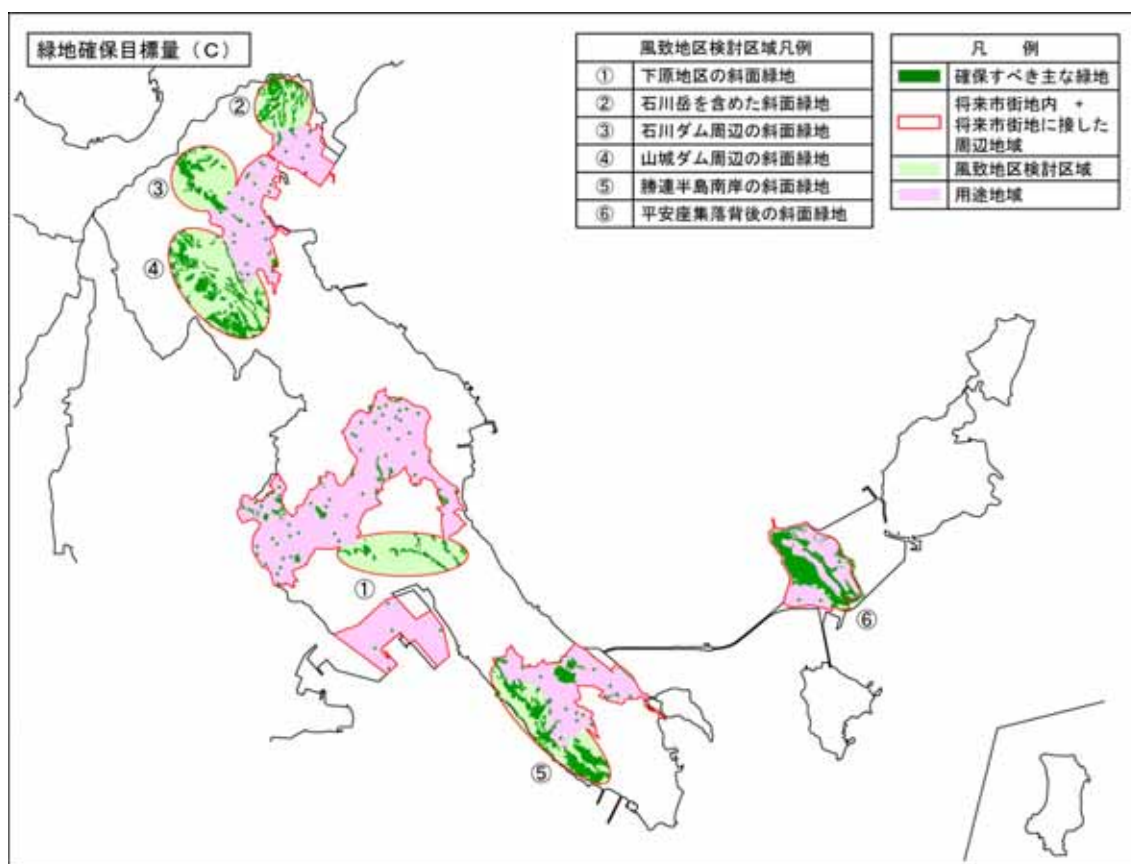 緑地確保目標量(C)
風致地区検討区域凡例
① 下原地区の斜面緑地
② 石川岳を含めた斜面緑地
③ 石川ダム周辺の斜面緑地
④ 山城ダム周辺の斜面緑地
⑤ 勝連半島南岸の斜面緑地
⑥ 平安座集落背後の斜面緑地
凡 例
確保すべき主な緑地
将来市街地内 +
将来市街地に接した
周辺地域
風致地区検討区域
用途地域
②
③
④
①
⑥
⑤